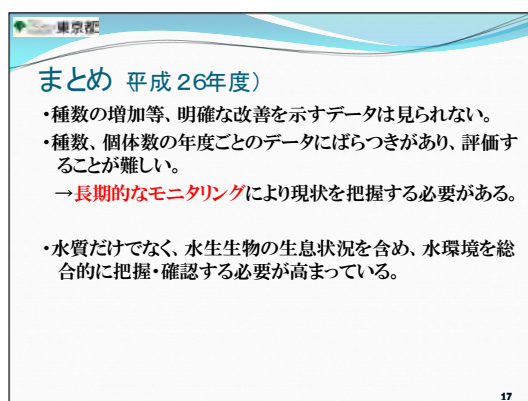 東京都
まとめ 平成26年度）
・種数の増加等、明確な改善を示すデータは見られない。
・種数、個体数の年度ごとのデータにばらつきがあり、評価す
ることが難しい。
→長期的なモニタリングにより現状を把握する必要がある。
・水質だけでなく、水生生物の生息状況を含め、水環境を総
合的に把握・確認する必要が高まっている。
17